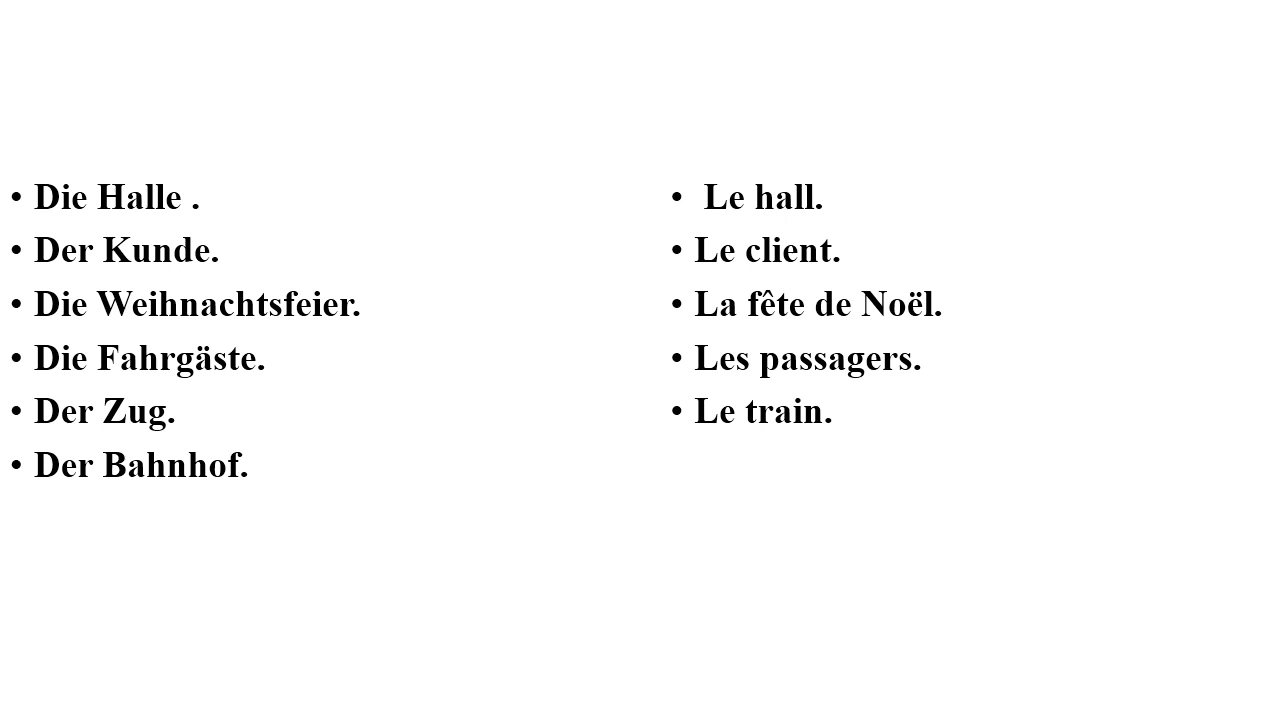 • Die Halle .
• Der Kunde.
• Die Weihnachtsfeier.
• Die Fahrgäste.
• Der Zug.
• Der Bahnhof.
• Le hall.
• Le client.
• La fête de Noël.
• Les passagers.
• Le train.